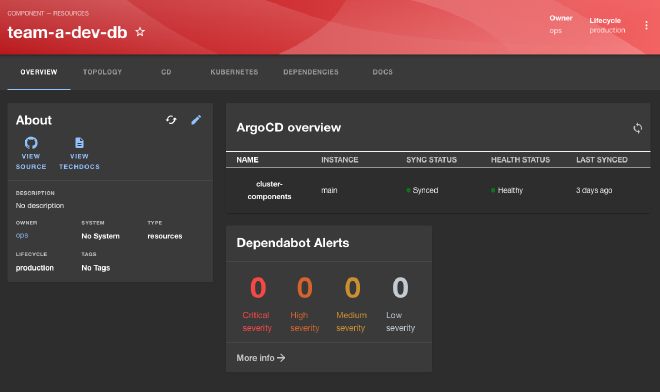 COMPONENT — RESOURCES
team-a-dev-db
Owner
ops
Lifecycle
production
OVERVIEW TOPOLOGY CD KUBERNETES DEPENDENCIES DOCS
About
VIEW SOURCE
VIEW TECHDOCS
DESCRIPTION
No description
OWNER SYSTEM TYPE
ops No System resources
LIFECYCLE TAGS
production No Tags
ArgoCD overview
NAME INSTANCE SYNC STATUS HEALTH STATUS LAST SYNCED
cluster-components main Synced Healthy 3 days ago
Dependabot Alerts
0 0 0 0
Critical severity High severity Medium severity Low severity
More info